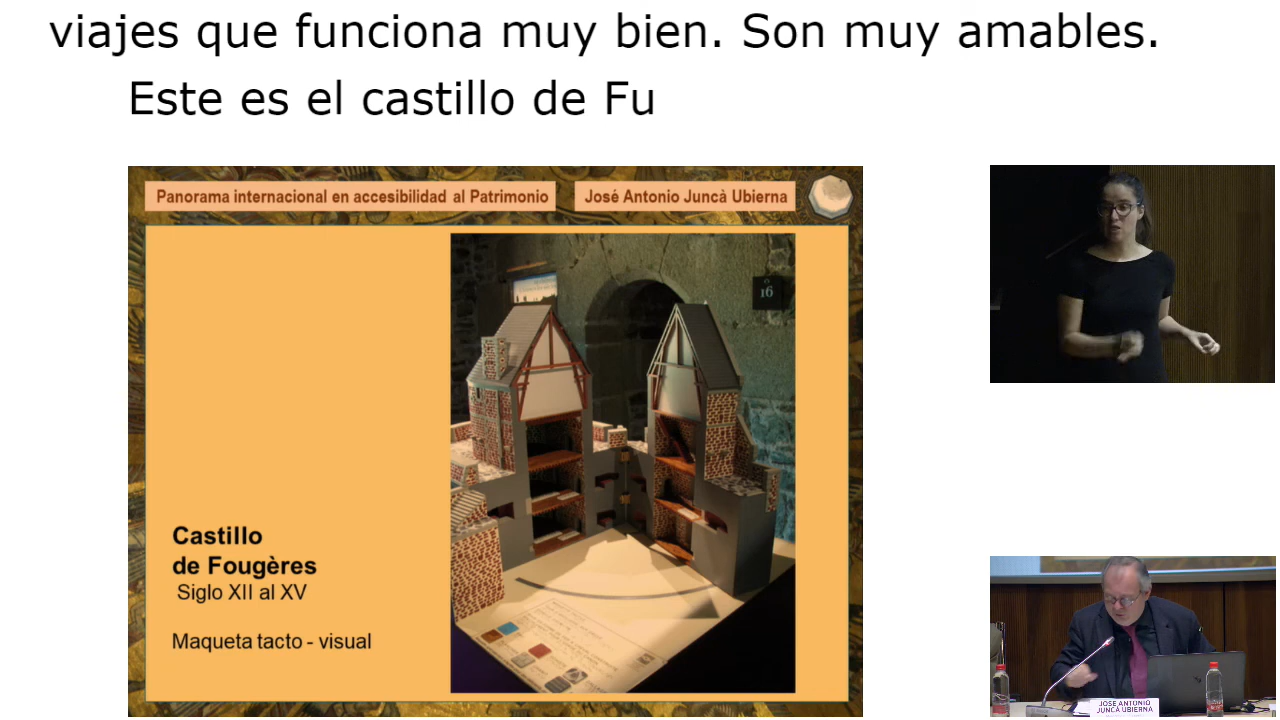 viajes que funciona muy bien. Son muy amables.
Este es el castillo de Fu
Panorama internacional en accesibilidad al Patrimonio
José Antonio Juncà Ubierna
16
Castillo
de Fougères
Siglo XII al XV
Maqueta tacto - visual
JOSE ANTONIO
JUNCÀ UBIERNA